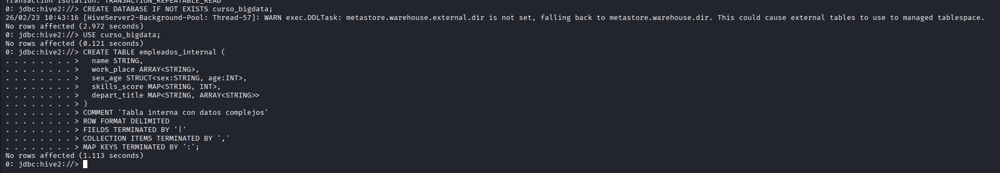 Transaction isolation: TRANSACTION_REPEATABLE_READ
0: jdbc:hive2://> CREATE DATABASE IF NOT EXISTS curso_bigdata;
26/02/23 10:43:16 [HiveServer2-Background-Pool: Thread-57]: WARN exec.DDLTask: metastore.warehouse.external.dir is not set, falling back to metastore.warehouse.dir. This could cause external tables to use to managed tablespace.
No rows affected (2.972 seconds)
0: jdbc:hive2://> USE curso_bigdata;
No rows affected (0.121 seconds)
0: jdbc:hive2://> CREATE TABLE empleados_internal (
. . . . . . . . >   name STRING,
. . . . . . . . >   work_place ARRAY<STRING>,
. . . . . . . . >   sex_age STRUCT<sex:STRING, age:INT>,
. . . . . . . . >   skills_score MAP<STRING, INT>,
. . . . . . . . >   depart_title MAP<STRING, ARRAY<STRING>>
. . . . . . . . > )
. . . . . . . . > COMMENT 'Tabla interna con datos complejos'
. . . . . . . . > ROW FORMAT DELIMITED
. . . . . . . . > FIELDS TERMINATED BY '|'
. . . . . . . . > COLLECTION ITEMS TERMINATED BY ','
. . . . . . . . > MAP KEYS TERMINATED BY ':';
No rows affected (1.113 seconds)
0: jdbc:hive2://>